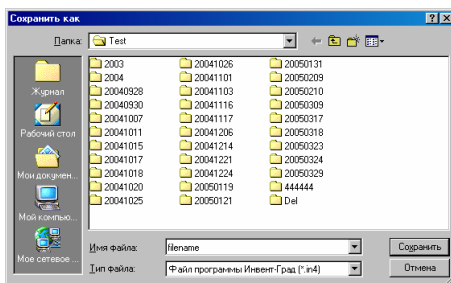 Сохранить как
Папка: Test
2003 20041026 20050131
2004 20041101 20050209
20040928 20041103 20050210
20040930 20041116 20050309
20041007 20041117 20050317
20041011 20041206 20050318
20041015 20041214 20050323
20041017 20041221 20050324
20041018 20041224 20050329
20041020 20050119 444444
20041025 20050121 Del
Журнал
Рабочий стол
Мои докумен...
Мой компью...
Мое сетевое ...
Имя файла: filename Сохранить
Тип файла: Файл программы Инвент-Град (*.in4) Отмена